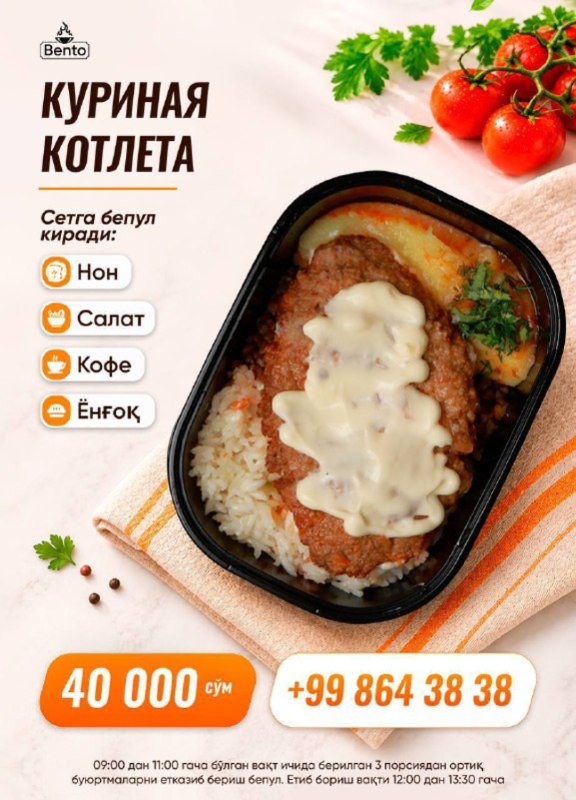 Bento
КУРИНАЯ
КОТЛЕТА
Сетга бепул
киради:
Нон
Салат
Кофе
Ёнғоқ
40 000 сўм
+99 864 38 38
09:00 дан 11:00 гача бўлган вақт ичида берилган 3 порсиядан ортиқ
буюртмаларни етказиб бериш бепул. Етиб бориш вақти 12:00 дан 13:30 гача